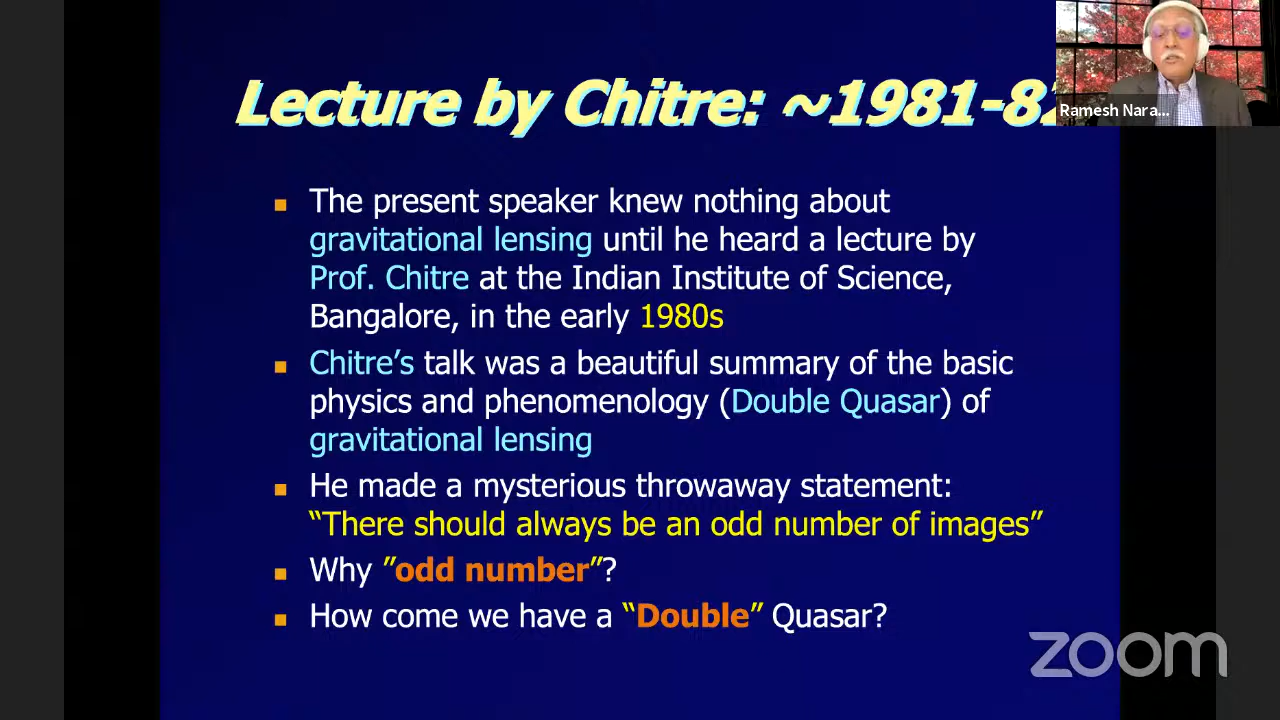 Lecture by Chitre: ~1981-82
Ramesh Nara...
The present speaker knew nothing about
gravitational lensing until he heard a lecture by
Prof. Chitre at the Indian Institute of Science,
Bangalore, in the early 1980s
Chitre’s talk was a beautiful summary of the basic
physics and phenomenology (Double Quasar) of
gravitational lensing
He made a mysterious throwaway statement:
“There should always be an odd number of images”
Why ”odd number”?
How come we have a “Double” Quasar?
zoom